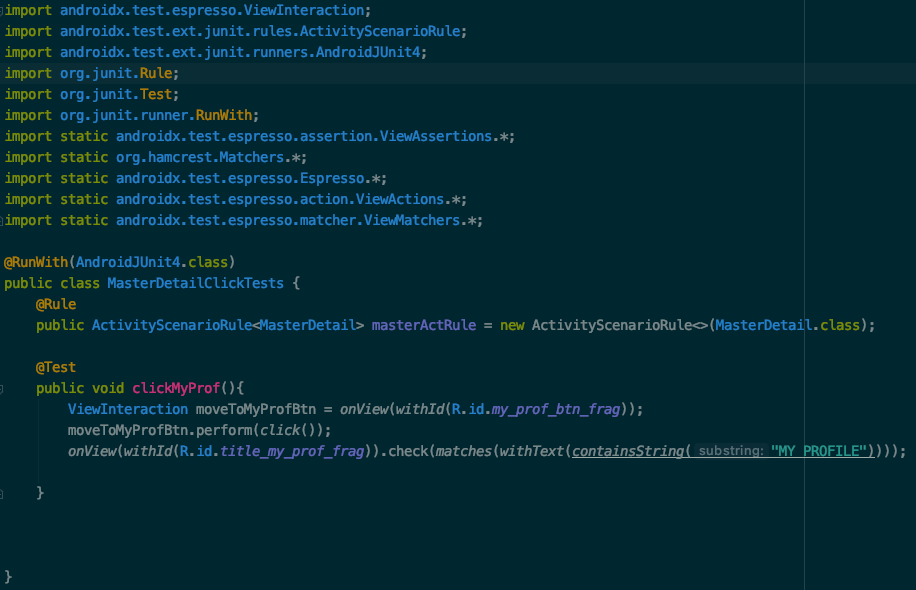 import androidx.test.espresso.ViewInteraction;
import androidx.test.ext.junit.rules.ActivityScenarioRule;
import androidx.test.ext.junit.runners.AndroidJUnit4;
import org.junit.Rule;
import org.junit.Test;
import org.junit.runner.RunWith;
import static androidx.test.espresso.assertion.ViewAssertions.*;
import static org.hamcrest.Matchers.*;
import static androidx.test.espresso.Espresso.*;
import static androidx.test.espresso.action.ViewActions.*;
import static androidx.test.espresso.matcher.ViewMatchers.*;

@RunWith(AndroidJUnit4.class)
public class MasterDetailClickTests {
    @Rule
    public ActivityScenarioRule<MasterDetail> masterActRule = new ActivityScenarioRule<>(MasterDetail.class);

    @Test
    public void clickMyProf(){
        ViewInteraction moveToMyProfBtn = onView(withId(R.id.my_prof_btn_frag));
        moveToMyProfBtn.perform(click());
        onView(withId(R.id.title_my_prof_frag)).check(matches(withText(containsString( substring: "MY PROFILE"))));

    }

}